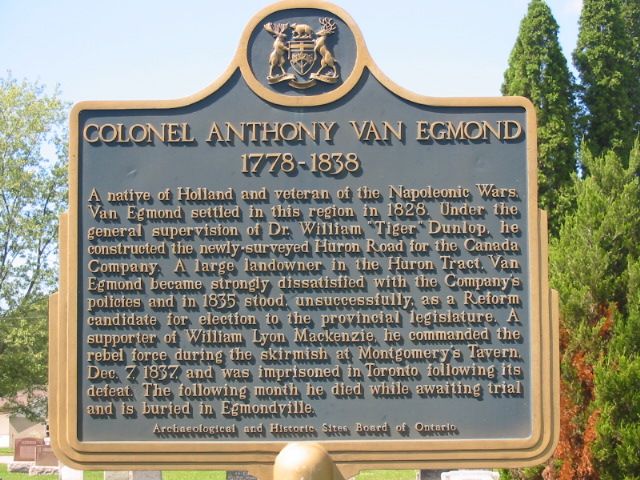 COLONEL ANTHONY VAN EGMOND
1778-1838
A native of Holland and veteran of the Napoleonic Wars,
Van Egmond settled in this region in 1828. Under the
general supervision of Dr. William "Tiger" Dunlop, he
constructed the newly-surveyed Huron Road for the Canada
Company. A large landowner in the Huron Tract, Van
Egmond became strongly dissatisfied with the Company's
policies and in 1835 stood, unsuccessfully, as a Reform
candidate for election to the provincial legislature. A
supporter of William Lyon Mackenzie, he commanded the
rebel force during the skirmish at Montgomery's Tavern,
Dec. 7, 1837, and was imprisoned in Toronto following its
defeat. The following month he died while awaiting trial
and is buried in Egmondville.
Archaeological and Historic Sites Board of Ontario